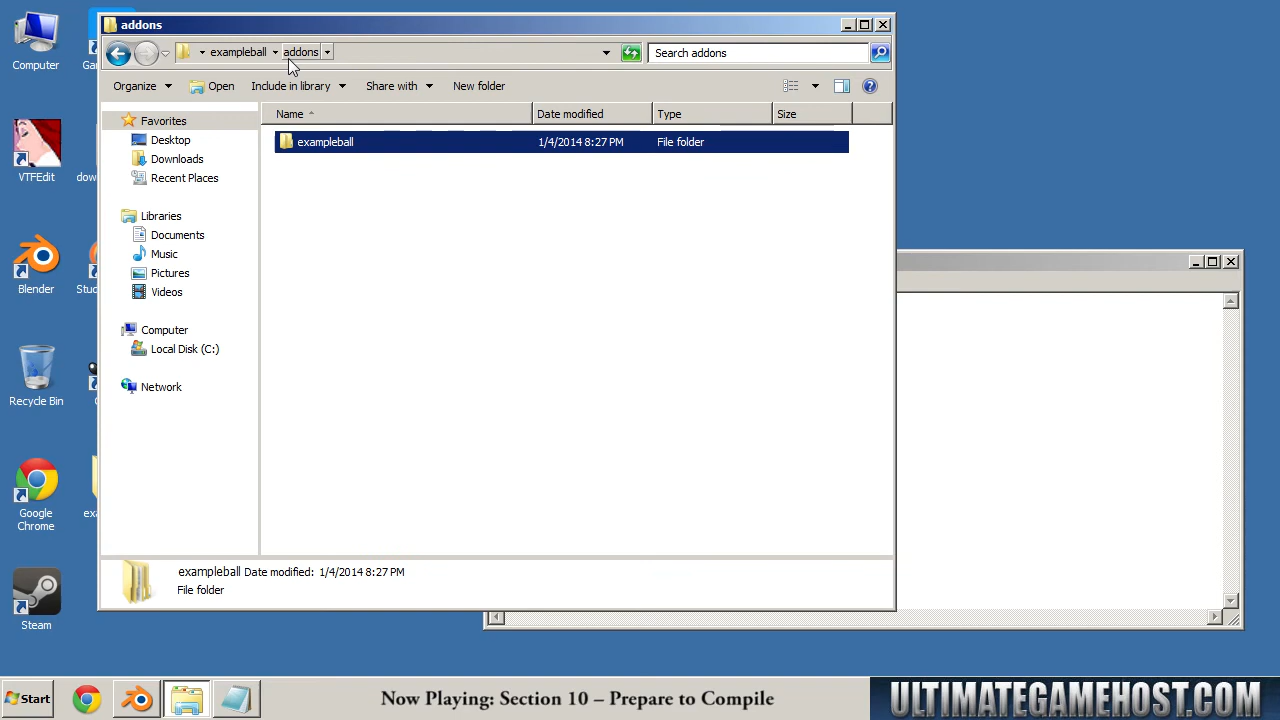 addons
exampleball addons
Search addons
Organize Open Include in library Share with New folder
Name Date modified Type Size
exampleball 1/4/2014 8:27 PM File folder
Favorites
Desktop
Downloads
Recent Places
Libraries
Documents
Music
Pictures
Videos
Computer
Local Disk (C:)
Network
exampleball Date modified: 1/4/2014 8:27 PM
File folder
Computer
VTFEdit
Blender
Recycle Bin
Google
Chrome
Steam
Start
Now Playing: Section 10 – Prepare to Compile
ULTIMATEGAMEHOST.COM